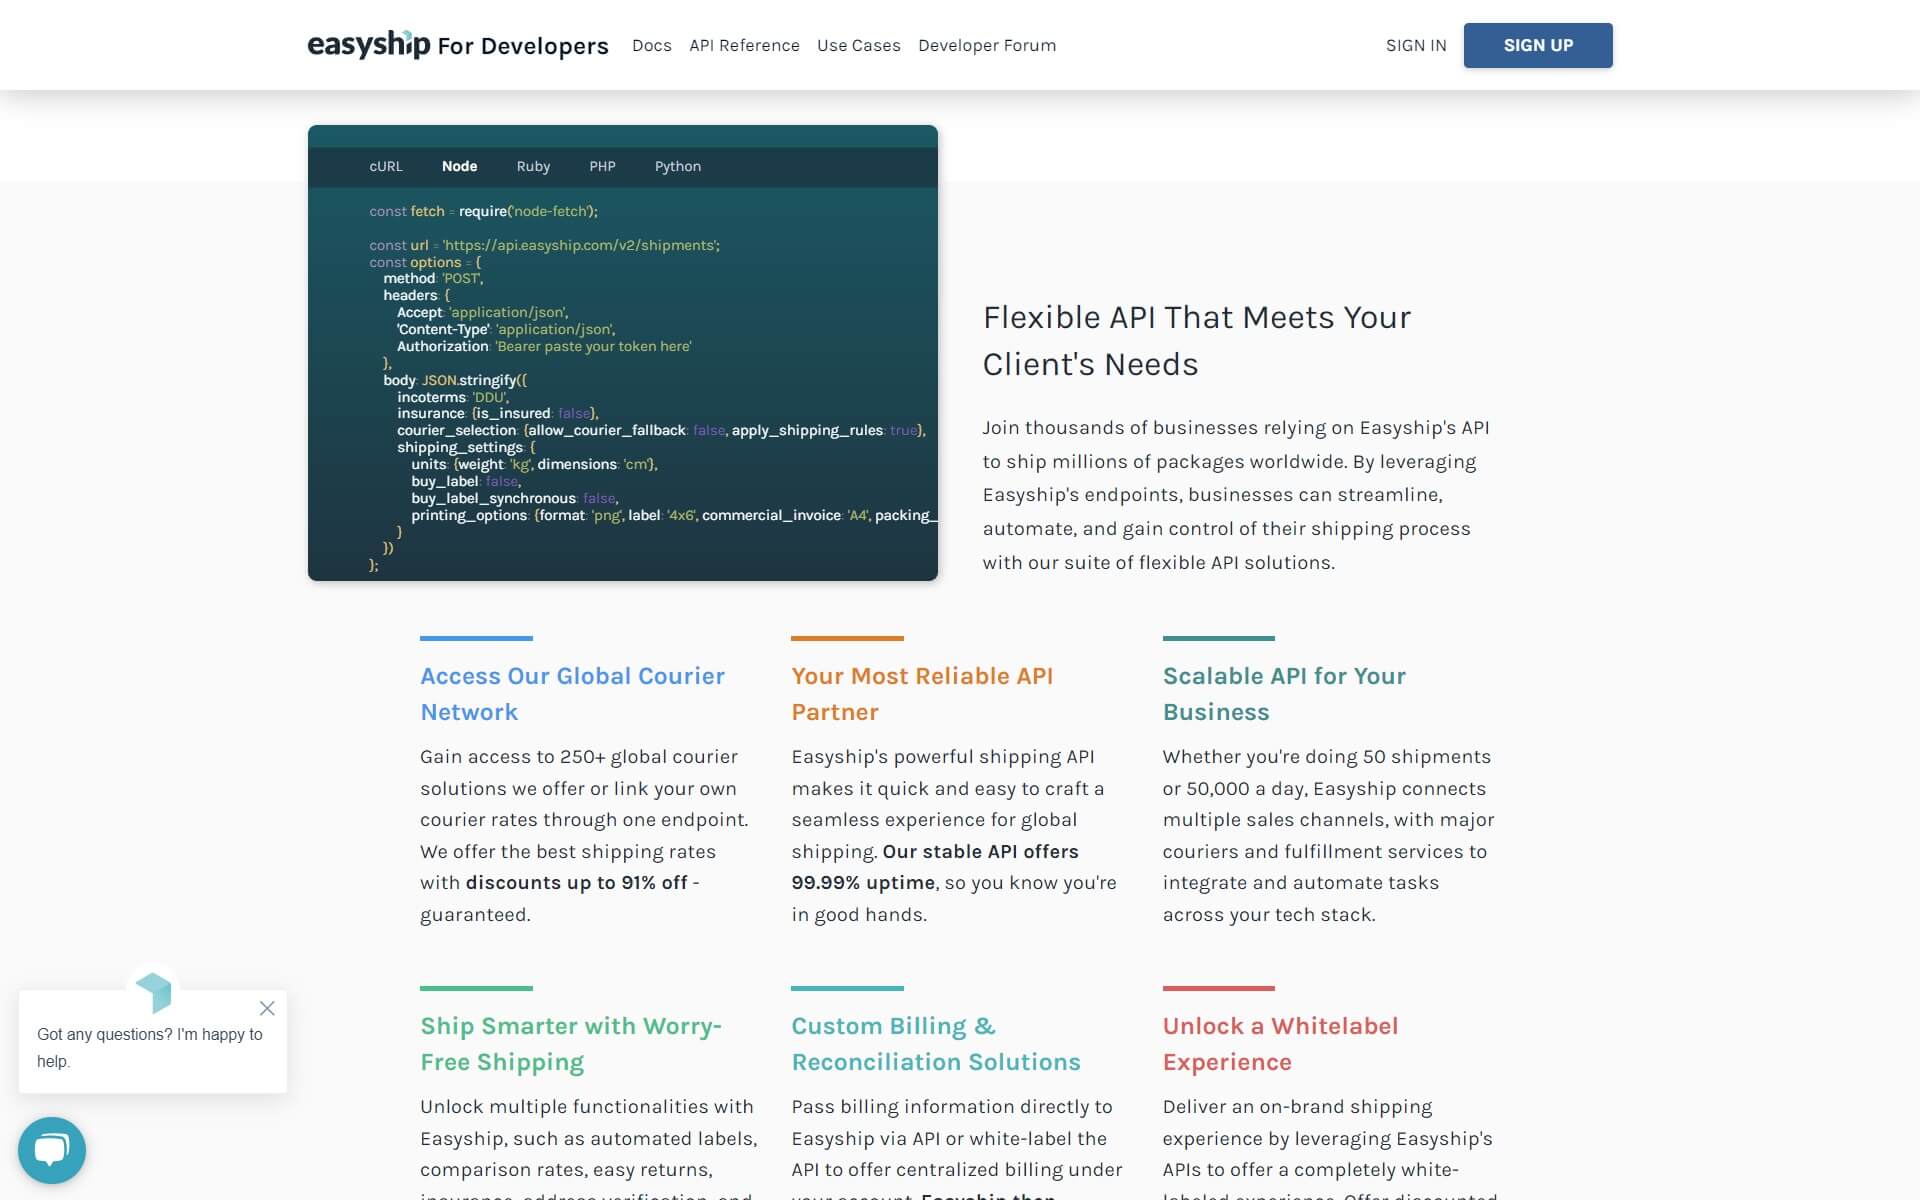 easyship For Developers
Docs
API Reference
Use Cases
Developer Forum
SIGN IN
SIGN UP
cURL
Node
Ruby
PHP
Python
const fetch = require('node-fetch');
const url = 'https://api.easyship.com/v2/shipments';
const options = {
method: 'POST',
headers: {
Accept: 'application/json',
'Content-Type': 'application/json',
Authorization: 'Bearer paste your token here'
},
body: JSON.stringify({
incoterms: 'DDU',
insurance: {is_insured: false},
courier_selection: {allow_courier_fallback: false, apply_shipping_rules: true},
shipping_settings: {
units: {weight: 'kg', dimensions: 'cm'},
buy_label: false,
buy_label_synchronous: false,
printing_options: {format: 'png', label: '4x6', commercial_invoice: 'A4', packing_
}
})
};
Flexible API That Meets Your
Client's Needs
Join thousands of businesses relying on Easyship's API
to ship millions of packages worldwide. By leveraging
Easyship's endpoints, businesses can streamline,
automate, and gain control of their shipping process
with our suite of flexible API solutions.
Access Our Global Courier
Network
Gain access to 250+ global courier
solutions we offer or link your own
courier rates through one endpoint.
We offer the best shipping rates
with discounts up to 91% off -
guaranteed.
Your Most Reliable API
Partner
Easyship's powerful shipping API
makes it quick and easy to craft a
seamless experience for global
shipping. Our stable API offers
99.99% uptime, so you know you're
in good hands.
Scalable API for Your
Business
Whether you're doing 50 shipments
or 50,000 a day, Easyship connects
multiple sales channels, with major
couriers and fulfillment services to
integrate and automate tasks
across your tech stack.
Ship Smarter with Worry-
Free Shipping
Unlock multiple functionalities with
Easyship, such as automated labels,
comparison rates, easy returns,
insurance, address verification, and
Custom Billing &
Reconciliation Solutions
Pass billing information directly to
Easyship via API or white-label the
API to offer centralized billing under
your account. Easyship then
Unlock a Whitelabel
Experience
Deliver an on-brand shipping
experience by leveraging Easyship's
APIs to offer a completely white-
labeled experience. Offer discounted
Got any questions? I'm happy to
help.